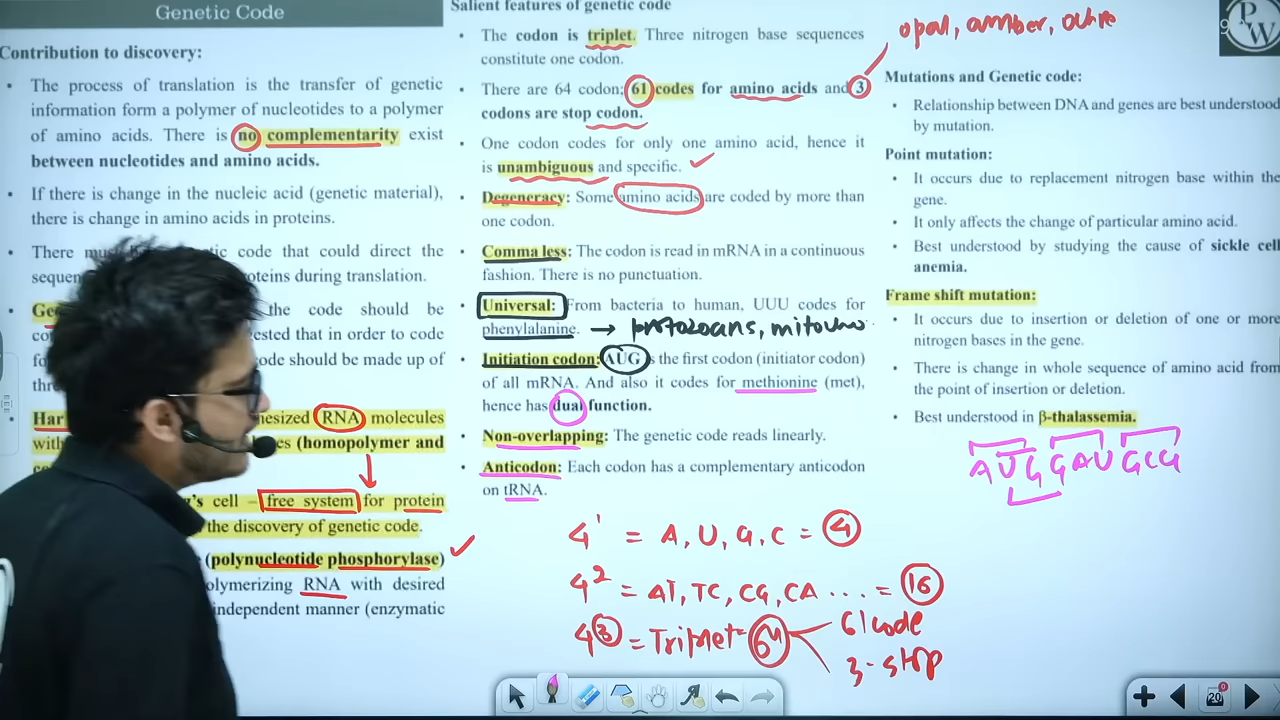 Genetic Code
Contribution to discovery:
• The process of translation is the transfer of genetic
information form a polymer of nucleotides to a polymer
of amino acids. There is no complementarity exist
between nucleotides and amino acids.
• If there is change in the nucleic acid (genetic material),
there is change in amino acids in proteins.
• There must code that could direct the
during translation.
the code should be
that in order to code
should be made up of
Har RNA molecules
with (homopolymer and
cell – free system for protein
the discovery of genetic code.
(polynucleotide phosphorylase)
RNA with desired
independent manner (enzymatic
Salient features of genetic code
• The codon is triplet. Three nitrogen base sequences
constitute one codon.
• There are 64 codon; 61 codes for amino acids and 3
codons are stop codon.
• One codon codes for only one amino acid, hence it
is unambiguous and specific.
• Degeneracy: Some amino acids are coded by more than
one codon.
• Comma less: The codon is read in mRNA in a continuous
fashion. There is no punctuation.
• Universal: From bacteria to human, UUU codes for
phenylalanine. → protozoans,
• Initiation codon: AUG is the first codon (initiator codon)
of all mRNA. And also it codes for methionine (met),
hence has dual function.
• Non-overlapping: The genetic code reads linearly.
• Anticodon: Each codon has a complementary anticodon
on tRNA.
4¹ = A, U, G, C = 4
4² = AT, TC, CG, CA ... = 16
4³ = Triplet = 64
61 code
3 - stop
opal, amber, ochre
PW
Mutations and Genetic code:
• Relationship between DNA and genes are best understood
by mutation.
Point mutation:
• It occurs due to replacement nitrogen base within the
gene.
• It only affects the change of particular amino acid.
• Best understood by studying the cause of sickle cell
anemia.
Frame shift mutation:
• It occurs due to insertion or deletion of one or more
nitrogen bases in the gene.
• There is change in whole sequence of amino acid from
the point of insertion or deletion.
• Best understood in β-thalassemia.
AUG GAU GCG
20